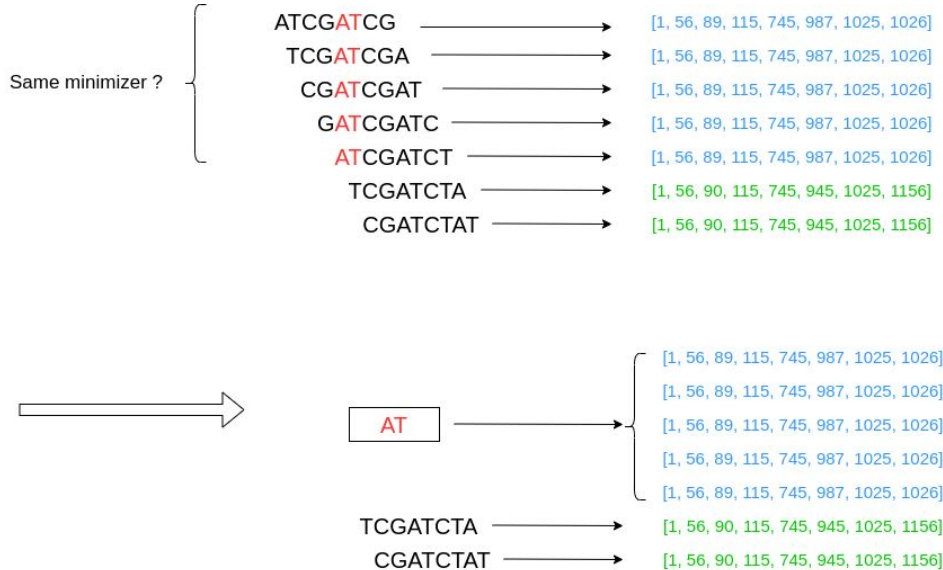 ATCGATCG [1, 56, 89, 115, 745, 987, 1025, 1026]
TCGATCGA [1, 56, 89, 115, 745, 987, 1025, 1026]
Same minimizer ? CGATCGAT [1, 56, 89, 115, 745, 987, 1025, 1026]
GATCGATC [1, 56, 89, 115, 745, 987, 1025, 1026]
ATCGATCT [1, 56, 89, 115, 745, 987, 1025, 1026]
TCGATCTA [1, 56, 90, 115, 745, 945, 1025, 1156]
CGATCTAT [1, 56, 90, 115, 745, 945, 1025, 1156]
[1, 56, 89, 115, 745, 987, 1025, 1026]
[1, 56, 89, 115, 745, 987, 1025, 1026]
AT [1, 56, 89, 115, 745, 987, 1025, 1026]
[1, 56, 89, 115, 745, 987, 1025, 1026]
[1, 56, 89, 115, 745, 987, 1025, 1026]
TCGATCTA [1, 56, 90, 115, 745, 945, 1025, 1156]
CGATCTAT [1, 56, 90, 115, 745, 945, 1025, 1156]